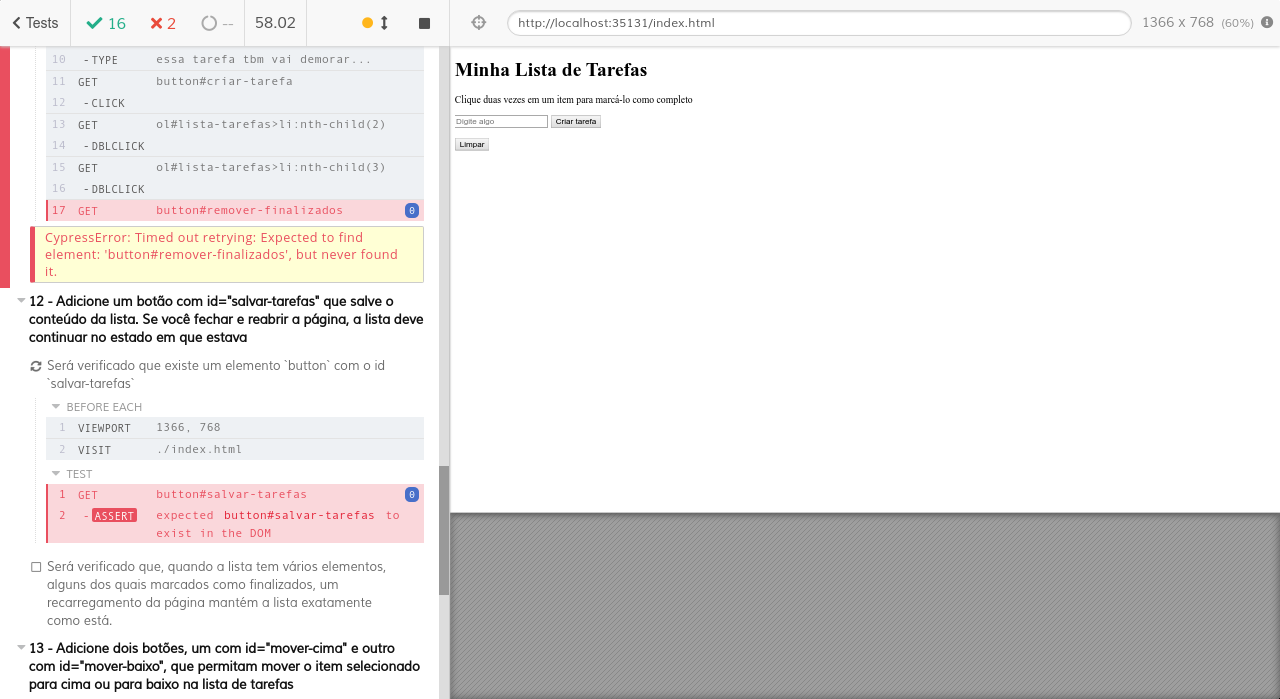 Tests 16 2 -- 58.02 http://localhost:35131/index.html 1366 x 768 (60%)
10 - TYPE essa tarefa tbm vai demorar...
11 GET button#criar-tarefa
12 - CLICK
13 GET ol#lista-tarefas>li:nth-child(2)
14 - DBLCLICK
15 GET ol#lista-tarefas>li:nth-child(3)
16 - DBLCLICK
17 GET button#remover-finalizados 0
CypressError: Timed out retrying: Expected to find
element: 'button#remover-finalizados', but never found
it.
12 - Adicione um botão com id="salvar-tarefas" que salve o
conteúdo da lista. Se você fechar e reabrir a página, a lista deve
continuar no estado em que estava
Será verificado que existe um elemento `button` com o id
`salvar-tarefas`
BEFORE EACH
1 VIEWPORT 1366, 768
2 VISIT ./index.html
TEST
1 GET button#salvar-tarefas 0
2 - ASSERT expected button#salvar-tarefas to
exist in the DOM
Será verificado que, quando a lista tem vários elementos,
alguns dos quais marcados como finalizados, um
recarregamento da página mantém a lista exatamente
como está.
13 - Adicione dois botões, um com id="mover-cima" e outro
com id="mover-baixo", que permitam mover o item selecionado
para cima ou para baixo na lista de tarefas
Minha Lista de Tarefas
Clique duas vezes em um item para marcá-lo como completo
Digite algo Criar tarefa
Limpar